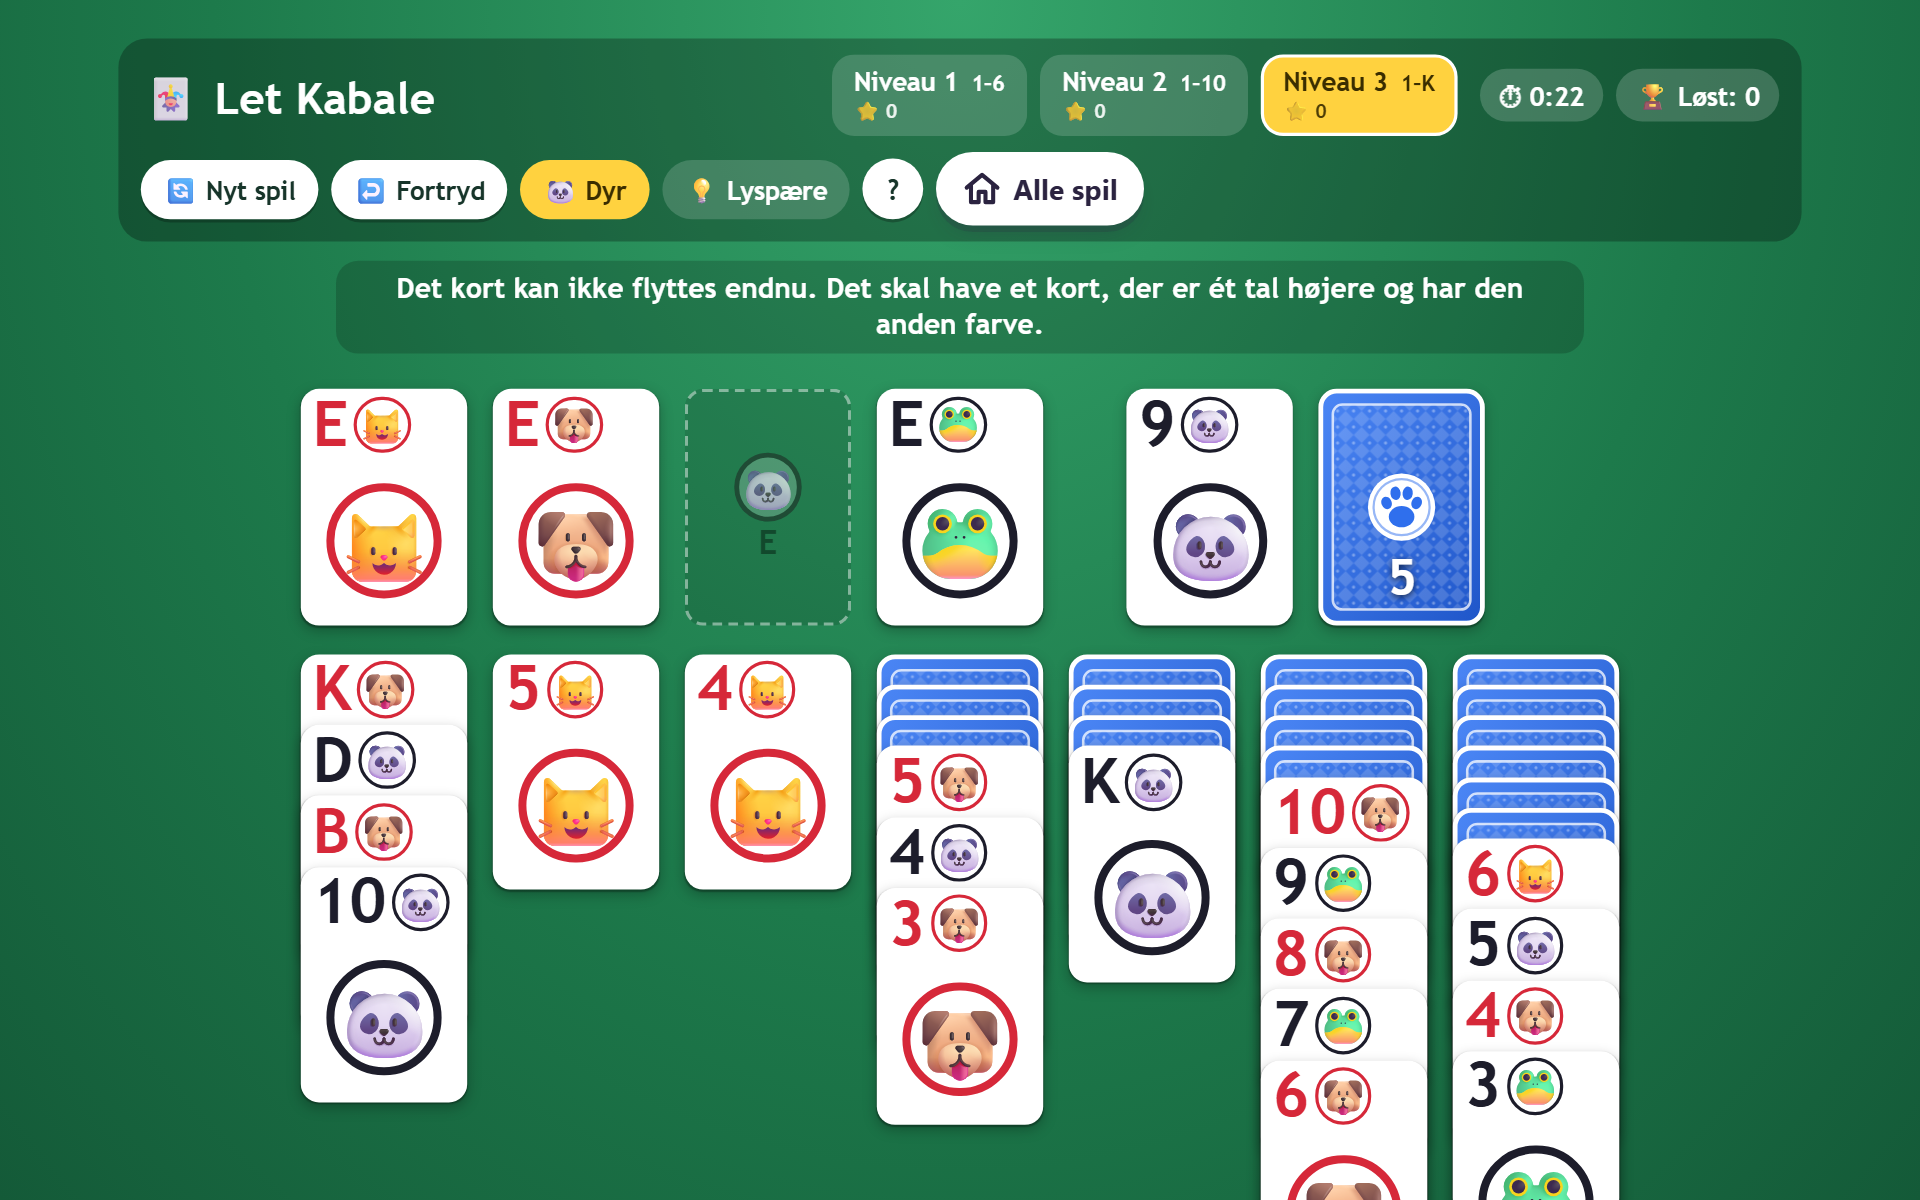 Let Kabale
Niveau 1 1-6
0
Niveau 2 1-10
0
Niveau 3 1-K
0
0:22
Løst: 0
Nyt spil
Fortryd
Dyr
Lyspære
?
Alle spil
Det kort kan ikke flyttes endnu. Det skal have et kort, der er ét tal højere og har den
anden farve.
E
E
E
E
9
5
K
D
B
10
5
4
5
4
3
K
10
9
8
7
6
6
5
4
3